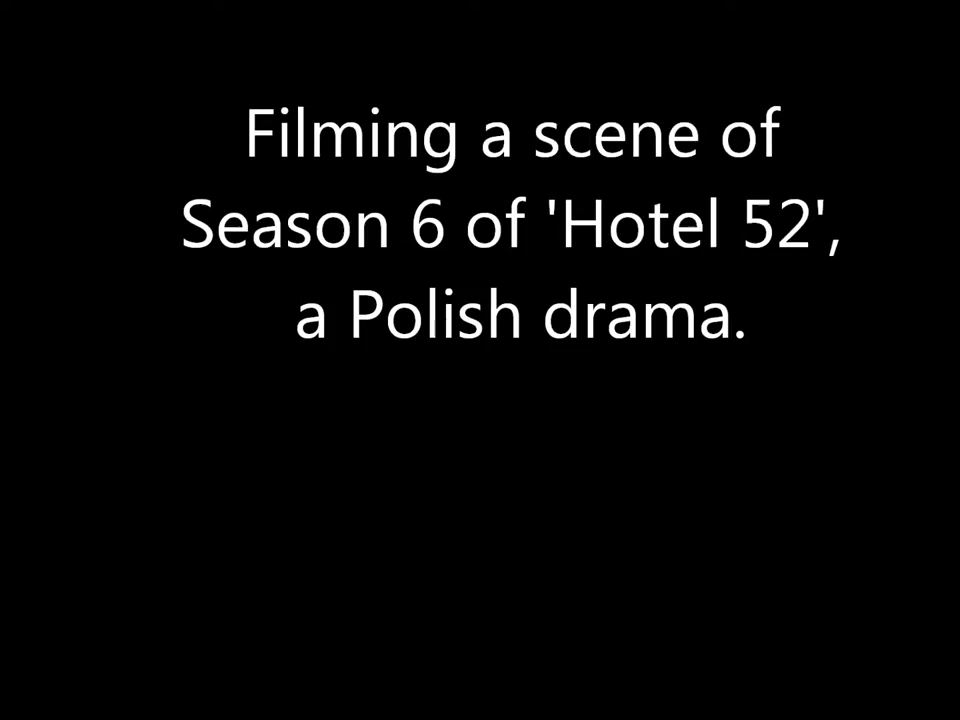 Filming a scene of
Season 6 of 'Hotel 52',
a Polish drama.